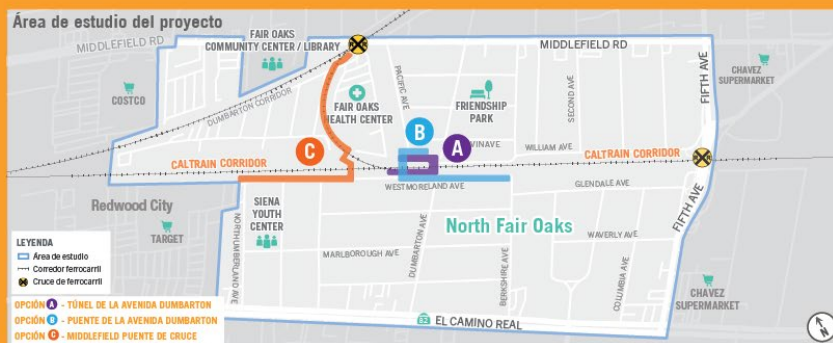 Área de estudio del proyecto
MIDDLEFIELD RD
FAIR OAKS
COMMUNITY CENTER / LIBRARY
MIDDLEFIELD RD
COSTCO
DUMBARTON CORRIDOR
PACIFIC AVE
FAIR OAKS
HEALTH CENTER
FRIENDSHIP
PARK
SECOND AVE
FIFTH AVE
CHAVEZ
SUPERMARKET
B
A
C
WILLIAM AVE
CALTRAIN CORRIDOR
CALTRAIN CORRIDOR
WESTMORELAND AVE
GLENDALE AVE
Redwood City
SIENA
YOUTH
CENTER
TARGET
NORTHUMBERLAND AVE
MARLBOROUGH AVE
DUMBARTON AVE
North Fair Oaks
BERKSHIRE AVE
WAVERLY AVE
COLUMBIA AVE
FIFTH AVE
CHAVEZ
SUPERMARKET
82
EL CAMINO REAL
N
LEYENDA
Área de estudio
Corredor ferrocarril
Cruce de ferrocarril
OPCIÓN A - TÚNEL DE LA AVENIDA DUMBARTON
OPCIÓN B - PUENTE DE LA AVENIDA DUMBARTON
OPCIÓN C - MIDDLEFIELD PUENTE DE CRUCE